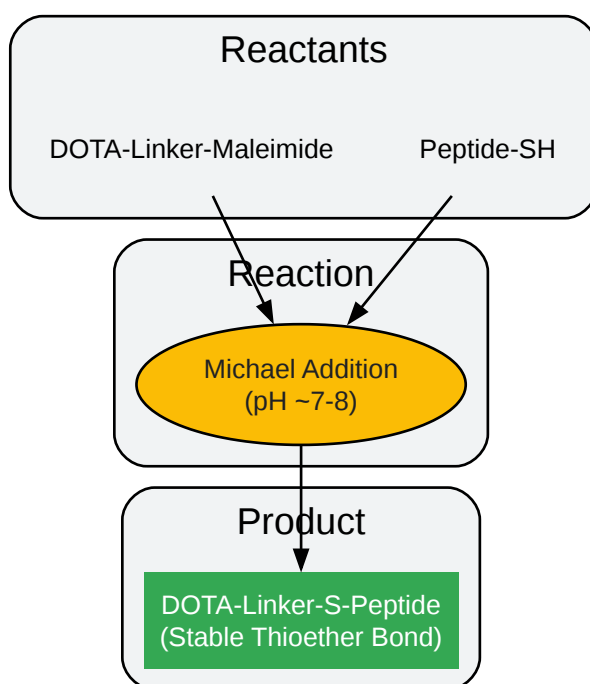 Reactants
DOTA-Linker-Maleimide
Peptide-SH
Reaction
Michael Addition
(pH ~7-8)
Product
DOTA-Linker-S-Peptide
(Stable Thioether Bond)